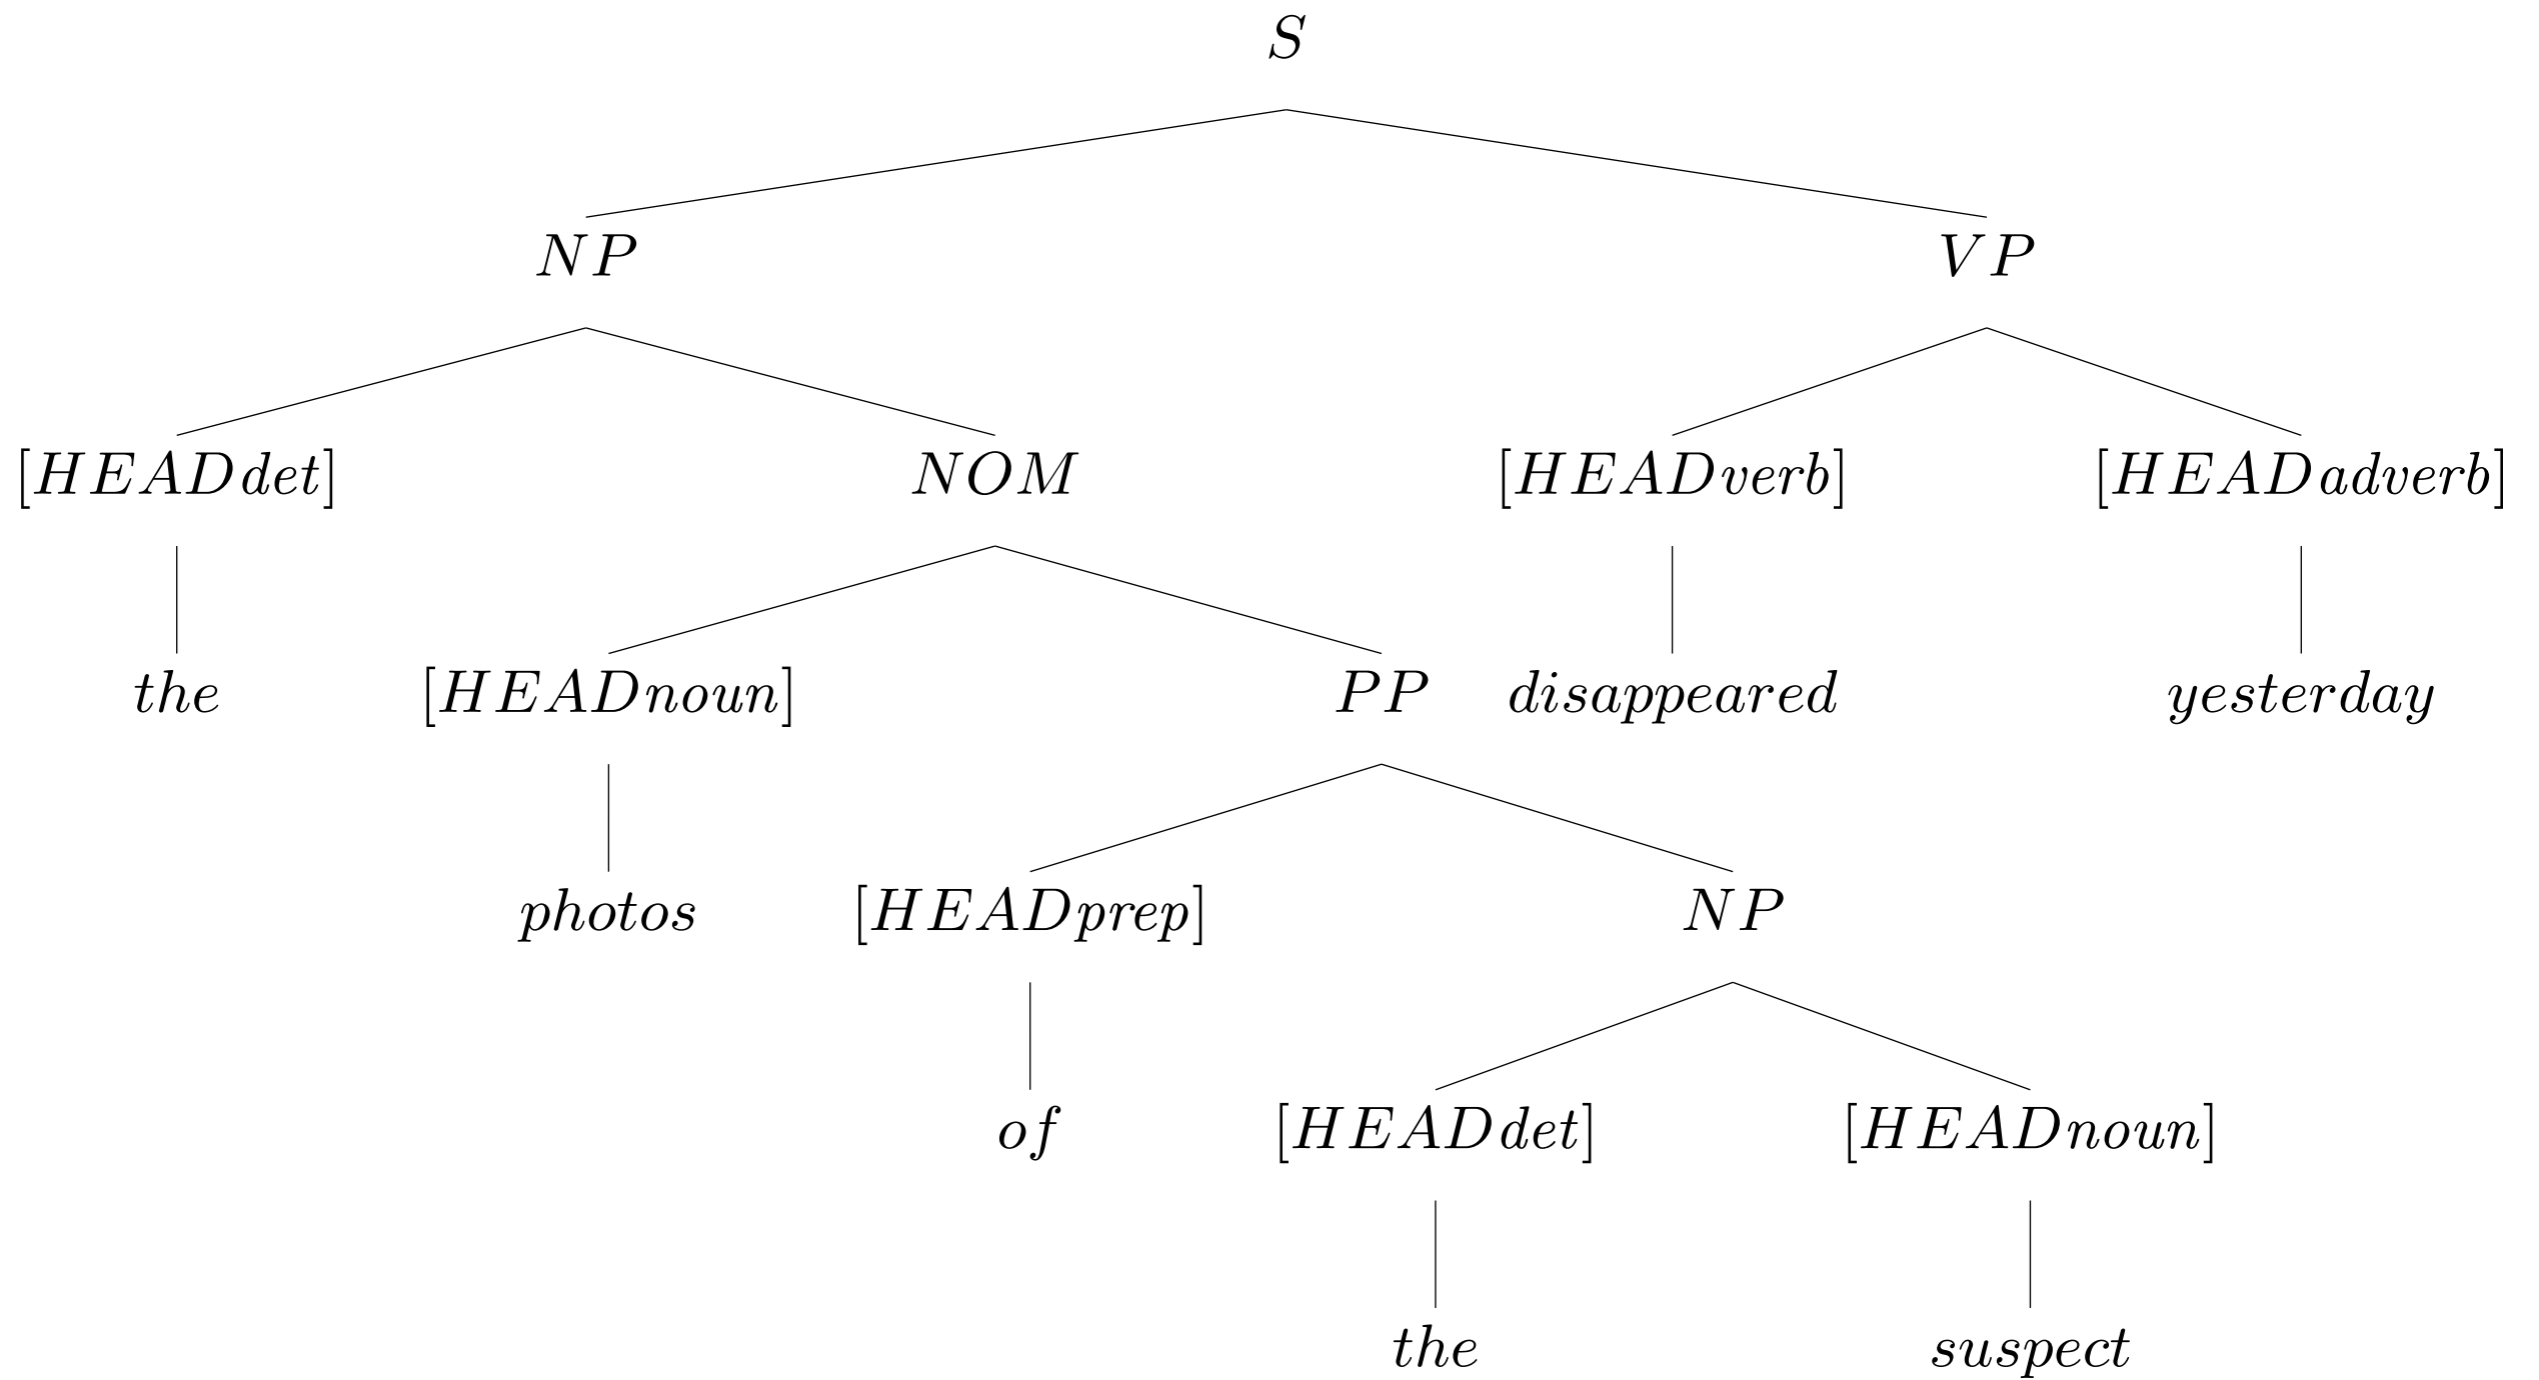 S
NP VP
[HEADdet] NOM [HEADverb] [HEADadverb]
the [HEADnoun] PP disappeared yesterday
photos [HEADprep] NP
of [HEADdet] [HEADnoun]
the suspect